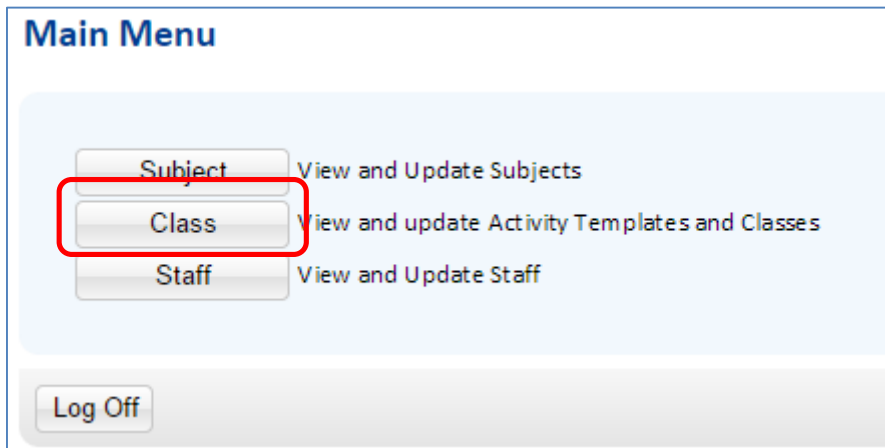 Main Menu
Subject View and Update Subjects
Class View and update Activity Templates and Classes
Staff View and Update Staff
Log Off